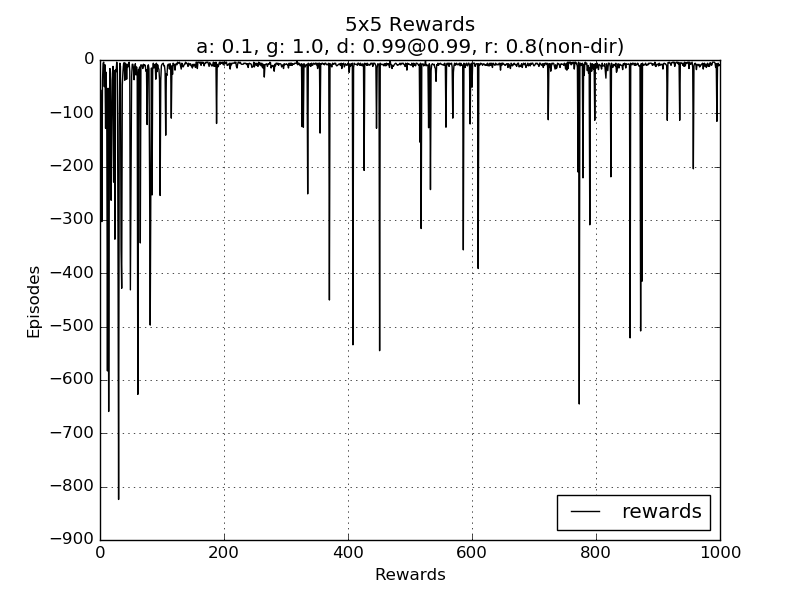 5x5 Rewards
a: 0.1, g: 1.0, d: 0.99@0.99, r: 0.8(non-dir)
0
−100
−200
−300
−400
−500
−600
−700
−800
−900
Episodes
rewards
0 200 400 600 800 1000
Rewards